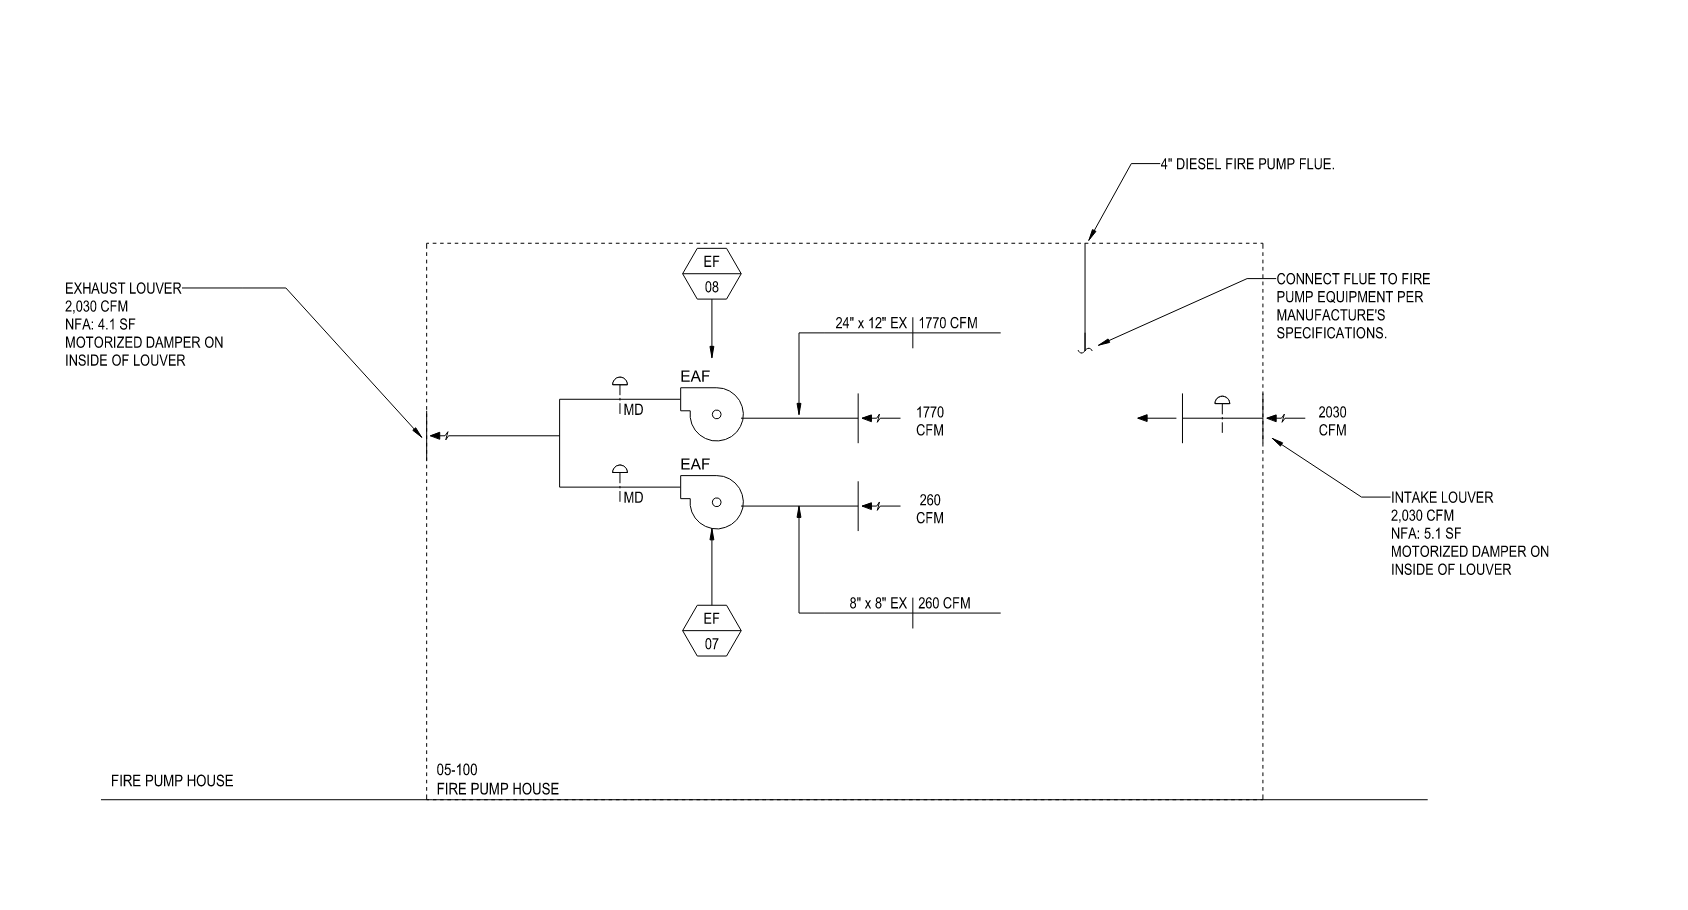 4" DIESEL FIRE PUMP FLUE.
EF
08
EXHAUST LOUVER
2,030 CFM
NFA: 4.1 SF
MOTORIZED DAMPER ON
INSIDE OF LOUVER
CONNECT FLUE TO FIRE
PUMP EQUIPMENT PER
MANUFACTURE'S
SPECIFICATIONS.
24" x 12" EX 1770 CFM
EAF
MD
1770
CFM
2030
CFM
EAF
MD
260
CFM
INTAKE LOUVER
2,030 CFM
NFA: 5.1 SF
MOTORIZED DAMPER ON
INSIDE OF LOUVER
8" x 8" EX 260 CFM
EF
07
FIRE PUMP HOUSE
05-100
FIRE PUMP HOUSE